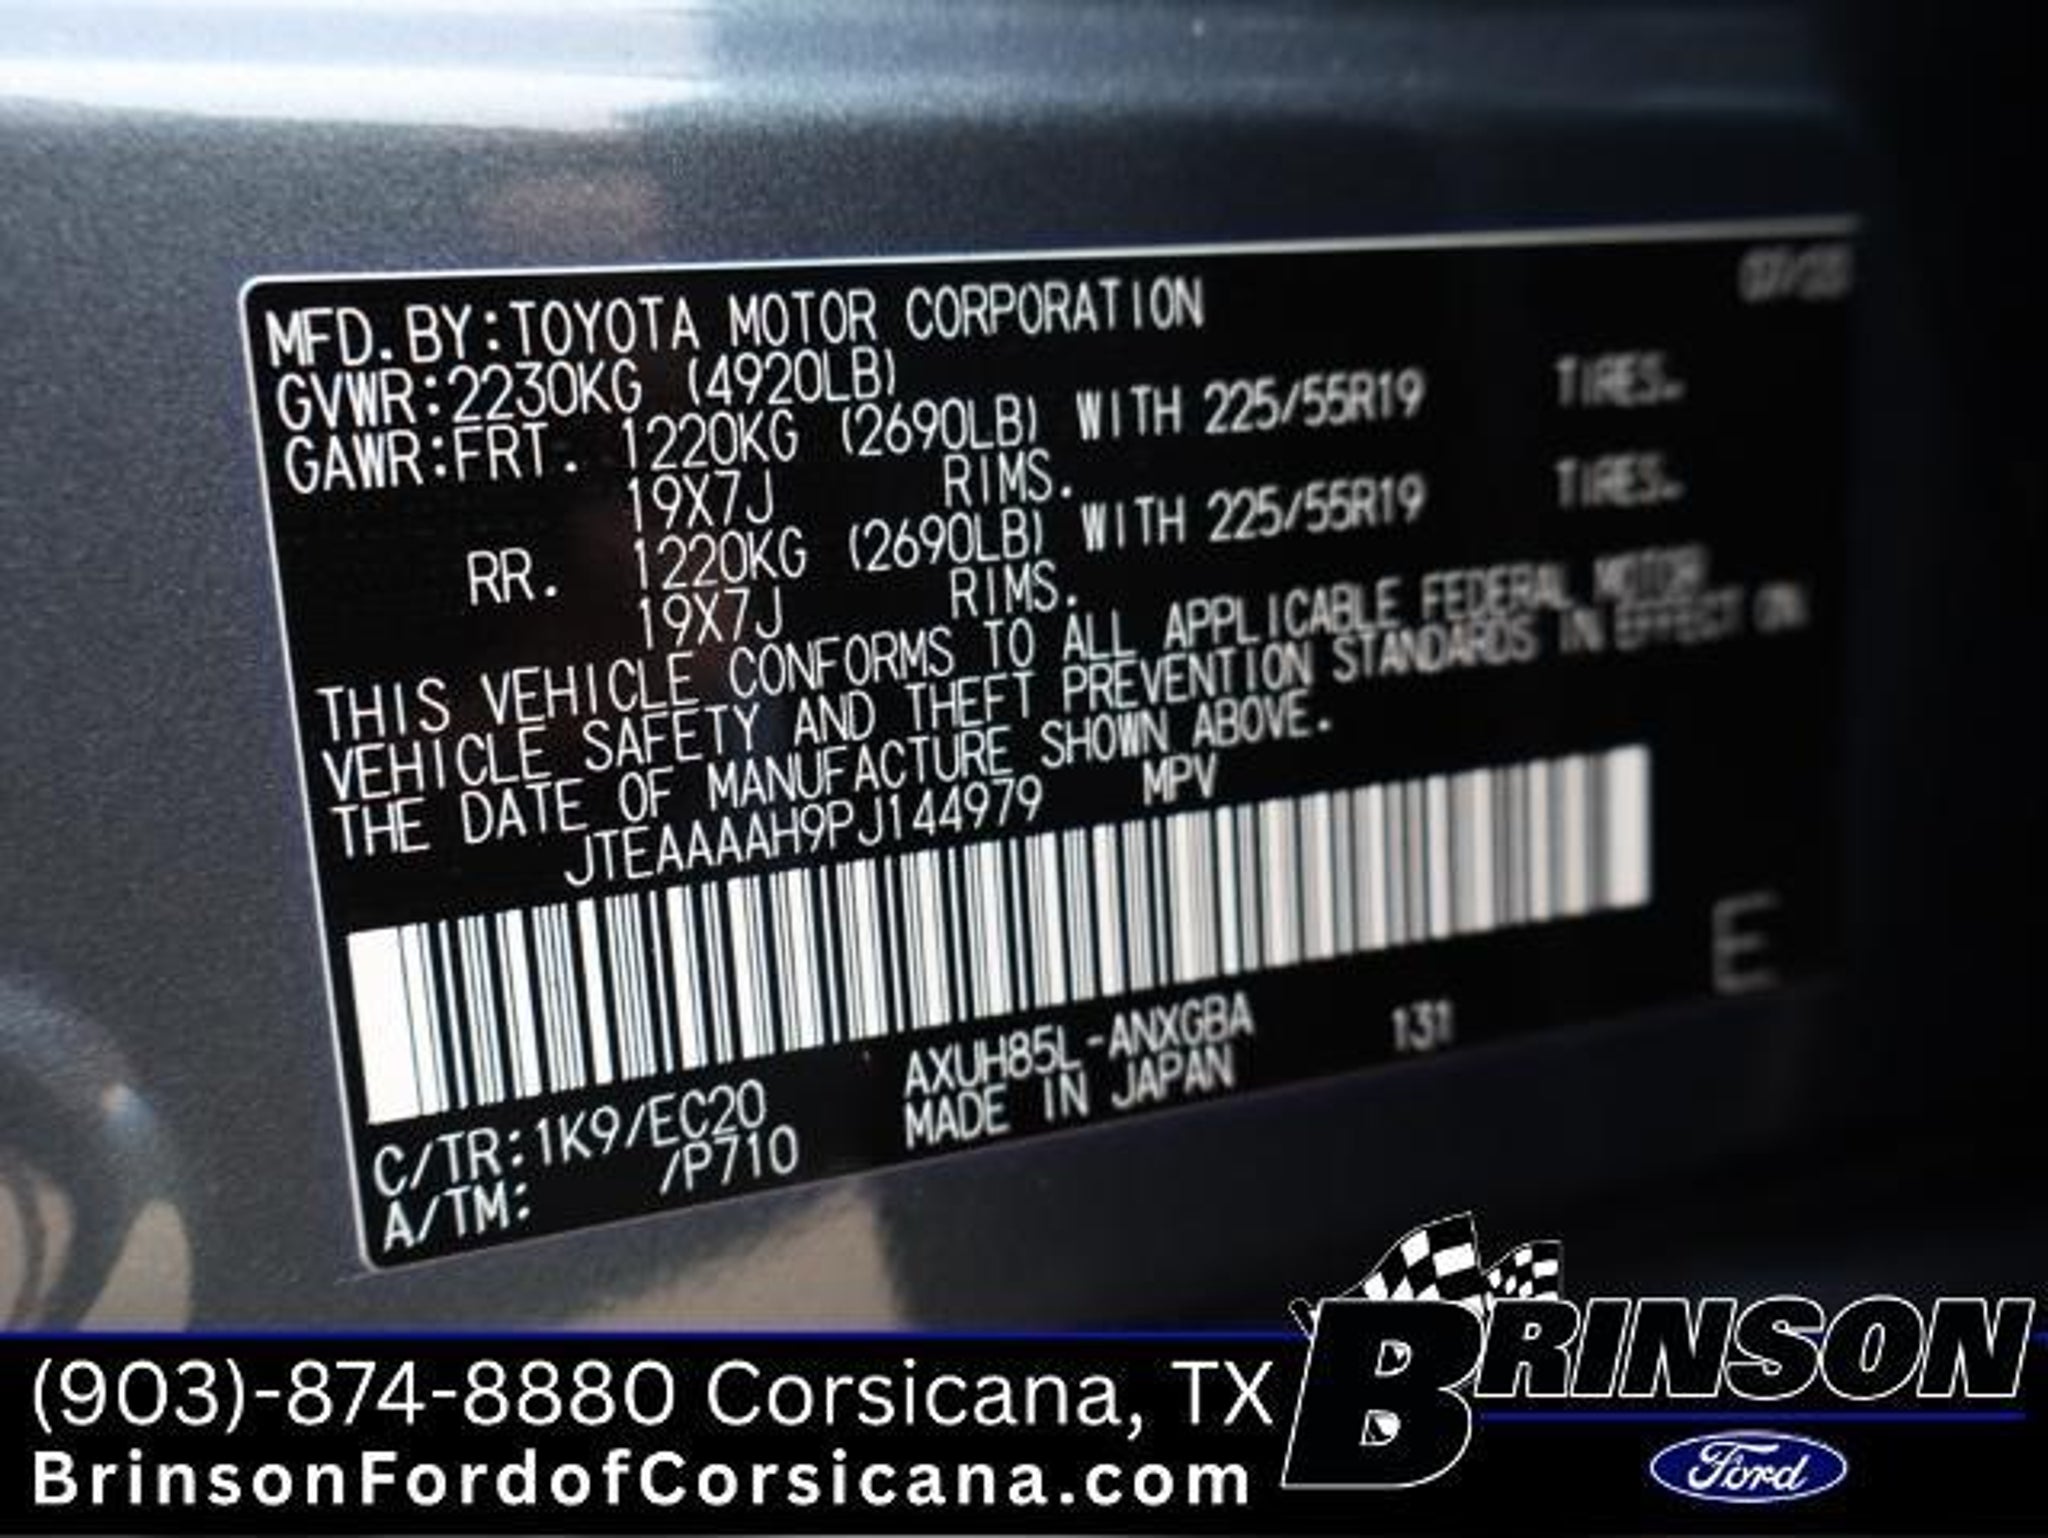 MFD.BY:TOYOTA MOTOR CORPORATION
GVWR:2230KG (4920LB)
GAWR:FRT. 1220KG (2690LB) WITH 225/55R19 TIRES.
19X7J RIMS.
RR. 1220KG (2690LB) WITH 225/55R19 TIRES.
19X7J RIMS.
THIS VEHICLE CONFORMS TO ALL APPLICABLE FEDERAL MOTOR
VEHICLE SAFETY AND THEFT PREVENTION STANDARDS IN EFFECT ON
THE DATE OF MANUFACTURE SHOWN ABOVE.
JTEAAAAH9PJ144979 MPV
E
C/TR:1K9/EC20 AXUH85L-ANXGBA 131
A/TM: /P710 MADE IN JAPAN
(903)-874-8880 Corsicana, TX
BrinsonFordofCorsicana.com
BRINSON
Ford